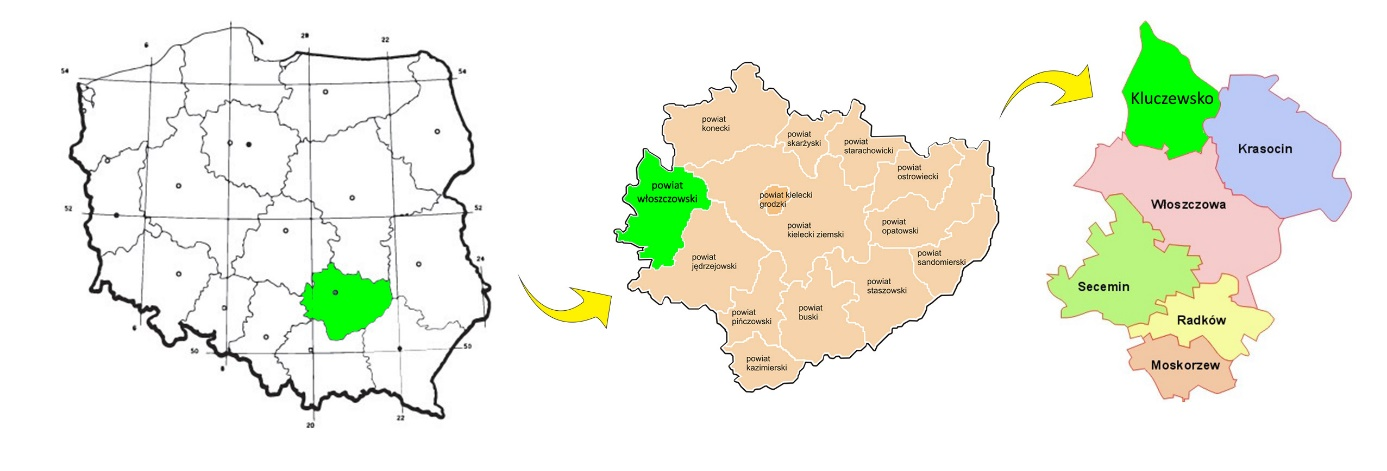 20
22
6
54
54
52
52
24
6
50
50
8
20
22
powiat
konecki
powiat
skarżyski
powiat
starachowicki
powiat
ostrowiecki
powiat
włoszczowski
powiat kielecki
grodzki
powiat
kielecki ziemski
powiat
opatowski
powiat
jędrzejowski
powiat
sandomierski
powiat
staszowski
powiat
pińczowski
powiat
buski
powiat
kazimierski
Kluczewsko
Krasocin
Włoszczowa
Secemin
Radków
Moskorzew